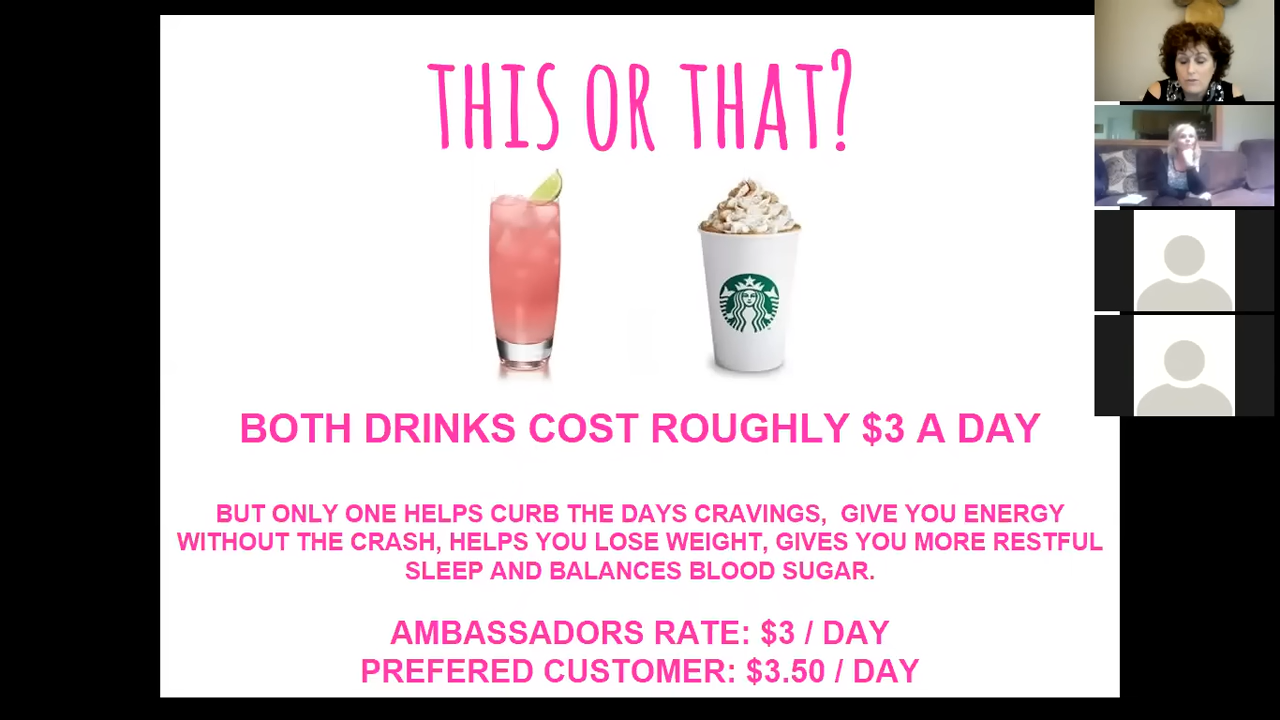 THIS OR THAT?
BOTH DRINKS COST ROUGHLY $3 A DAY
BUT ONLY ONE HELPS CURB THE DAYS CRAVINGS, GIVE YOU ENERGY
WITHOUT THE CRASH, HELPS YOU LOSE WEIGHT, GIVES YOU MORE RESTFUL
SLEEP AND BALANCES BLOOD SUGAR.
AMBASSADORS RATE: $3 / DAY
PREFERED CUSTOMER: $3.50 / DAY